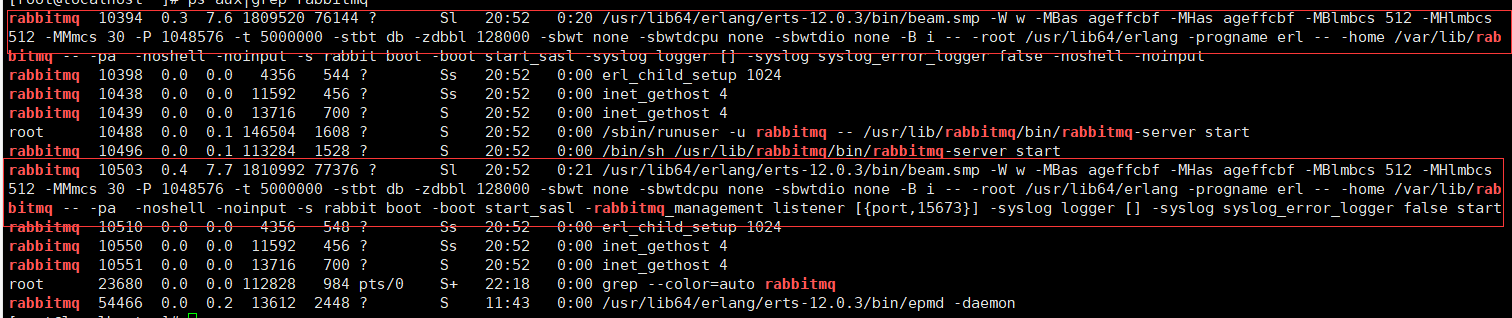 [root@localhost ~]# ps aux|grep rabbitmq
rabbitmq 10394 0.3 7.6 1809520 76144 ? Sl 20:52 0:20 /usr/lib64/erlang/erts-12.0.3/bin/beam.smp -W w -MBas ageffcbf -MHas ageffcbf -MBlmbcs 512 -MHlmbcs
512 -MMmcs 30 -P 1048576 -t 5000000 -stbt db -zdbbl 128000 -sbwt none -sbwtdcpu none -sbwtdio none -B i -- -root /usr/lib64/erlang -progname erl -- -home /var/lib/rab
bitmq -- -pa -noshell -noinput -s rabbit boot -boot start_sasl -syslog logger [] -syslog syslog_error_logger false -noshell -noinput
rabbitmq 10398 0.0 0.0 4356 544 ? Ss 20:52 0:00 erl_child_setup 1024
rabbitmq 10438 0.0 0.0 11592 456 ? Ss 20:52 0:00 inet_gethost 4
rabbitmq 10439 0.0 0.0 13716 700 ? S 20:52 0:00 inet_gethost 4
root 10488 0.0 0.1 146504 1608 ? S 20:52 0:00 /sbin/runuser -u rabbitmq -- /usr/lib/rabbitmq/bin/rabbitmq-server start
rabbitmq 10496 0.0 0.1 113284 1528 ? S 20:52 0:00 /bin/sh /usr/lib/rabbitmq/bin/rabbitmq-server start
rabbitmq 10503 0.4 7.7 1810992 77376 ? Sl 20:52 0:21 /usr/lib64/erlang/erts-12.0.3/bin/beam.smp -W w -MBas ageffcbf -MHas ageffcbf -MBlmbcs 512 -MHlmbcs
512 -MMmcs 30 -P 1048576 -t 5000000 -stbt db -zdbbl 128000 -sbwt none -sbwtdcpu none -sbwtdio none -B i -- -root /usr/lib64/erlang -progname erl -- -home /var/lib/rab
bitmq -- -pa -noshell -noinput -s rabbit boot -boot start_sasl -rabbitmq_management listener [{port,15673}] -syslog logger [] -syslog syslog_error_logger false start
rabbitmq 10510 0.0 0.0 4356 548 ? Ss 20:52 0:00 erl_child_setup 1024
rabbitmq 10550 0.0 0.0 11592 456 ? Ss 20:52 0:00 inet_gethost 4
rabbitmq 10551 0.0 0.0 13716 700 ? S 20:52 0:00 inet_gethost 4
root 23680 0.0 0.0 112828 984 pts/0 S+ 22:18 0:00 grep --color=auto rabbitmq
rabbitmq 54466 0.0 0.2 13612 2448 ? S 11:43 0:00 /usr/lib64/erlang/erts-12.0.3/bin/epmd -daemon